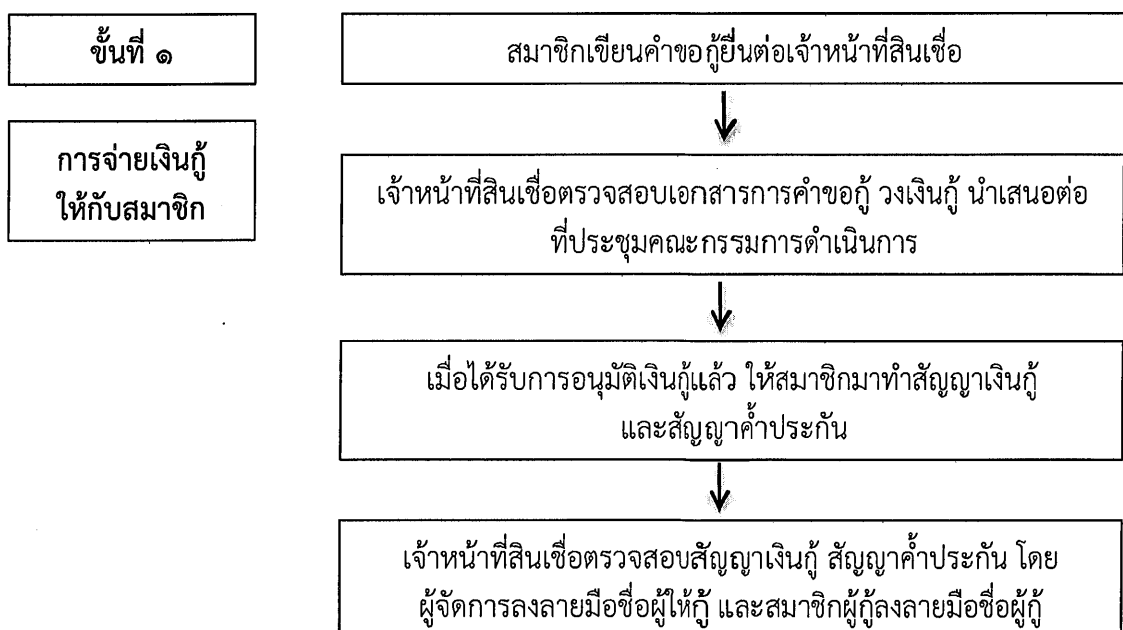 ขั้นที่ ๑
การจ่ายเงินกู้
ให้กับสมาชิก
สมาชิกเขียนคำขอกู้ยื่นต่อเจ้าหน้าที่สินเชื่อ
เจ้าหน้าที่สินเชื่อตรวจสอบเอกสารการคำขอกู้ วงเงินกู้ นำเสนอต่อ
ที่ประชุมคณะกรรมการดำเนินการ
เมื่อได้รับการอนุมัติเงินกู้แล้ว ให้สมาชิกมาทำสัญญาเงินกู้
และสัญญาค้ำประกัน
เจ้าหน้าที่สินเชื่อตรวจสอบสัญญาเงินกู้ สัญญาค้ำประกัน โดย
ผู้จัดการลงลายมือชื่อผู้ให้กู้ และสมาชิกผู้กู้ลงลายมือชื่อผู้กู้